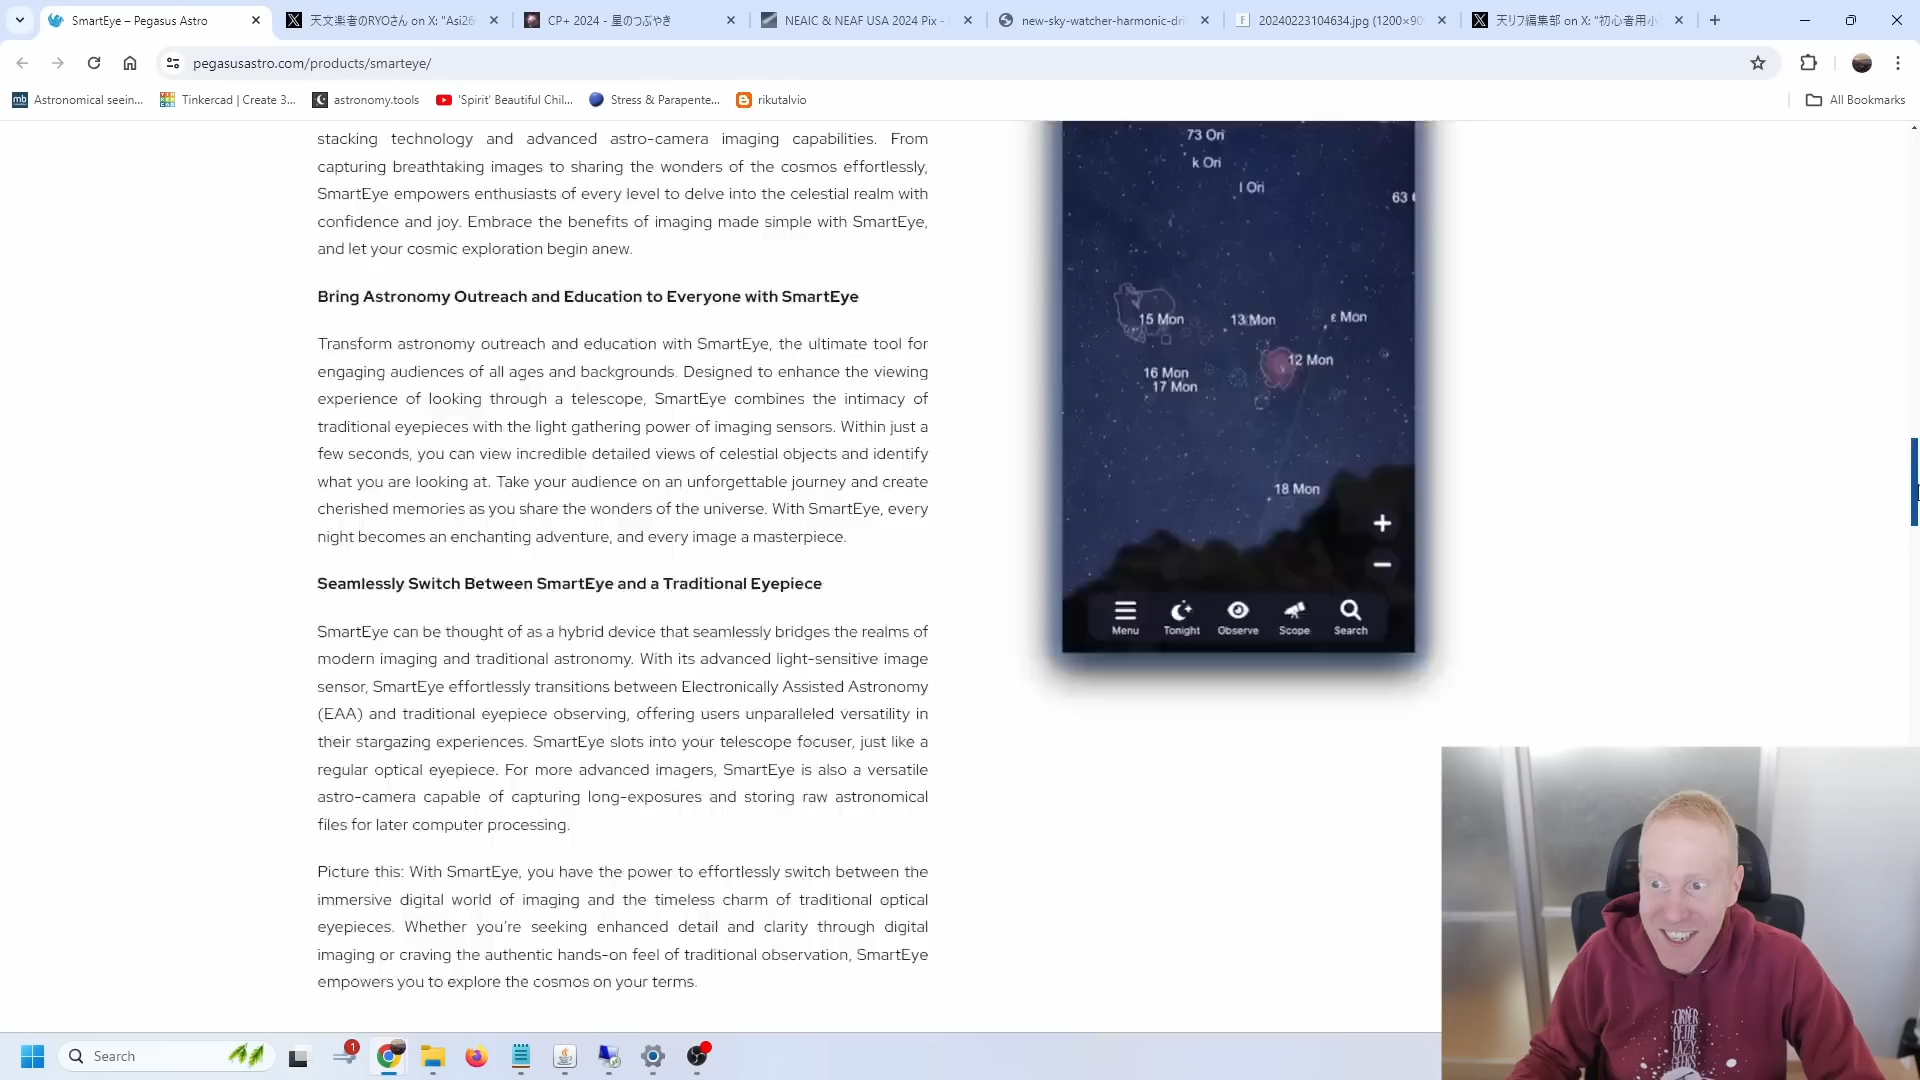 SmartEye – Pegasus Astro
天文楽者のRYOさん on X: "Asi26
CP+ 2024 - 星のつぶやき
NEAIC & NEAF USA 2024 Pix -
new-sky-watcher-harmonic-dri
20240223104634.jpg (1200×90
天リフ編集部 on X: "初心者用小
pegasusastro.com/products/smarteye/
Astronomical seein...
Tinkercad | Create 3...
astronomy.tools
'Spirit' Beautiful Chil...
Stress & Parapente...
rikutalvio
All Bookmarks
stacking technology and advanced astro-camera imaging capabilities. From
capturing breathtaking images to sharing the wonders of the cosmos effortlessly,
SmartEye empowers enthusiasts of every level to delve into the celestial realm with
confidence and joy. Embrace the benefits of imaging made simple with SmartEye,
and let your cosmic exploration begin anew.
Bring Astronomy Outreach and Education to Everyone with SmartEye
Transform astronomy outreach and education with SmartEye, the ultimate tool for
engaging audiences of all ages and backgrounds. Designed to enhance the viewing
experience of looking through a telescope, SmartEye combines the intimacy of
traditional eyepieces with the light gathering power of imaging sensors. Within just a
few seconds, you can view incredible detailed views of celestial objects and identify
what you are looking at. Take your audience on an unforgettable journey and create
cherished memories as you share the wonders of the universe. With SmartEye, every
night becomes an enchanting adventure, and every image a masterpiece.
Seamlessly Switch Between SmartEye and a Traditional Eyepiece
SmartEye can be thought of as a hybrid device that seamlessly bridges the realms of
modern imaging and traditional astronomy. With its advanced light-sensitive image
sensor, SmartEye effortlessly transitions between Electronically Assisted Astronomy
(EAA) and traditional eyepiece observing, offering users unparalleled versatility in
their stargazing experiences. SmartEye slots into your telescope focuser, just like a
regular optical eyepiece. For more advanced imagers, SmartEye is also a versatile
astro-camera capable of capturing long-exposures and storing raw astronomical
files for later computer processing.
Picture this: With SmartEye, you have the power to effortlessly switch between the
immersive digital world of imaging and the timeless charm of traditional optical
eyepieces. Whether you're seeking enhanced detail and clarity through digital
imaging or craving the authentic hands-on feel of traditional observation, SmartEye
empowers you to explore the cosmos on your terms.
73 Ori
k Ori
l Ori
63
15 Mon
13 Mon
ε Mon
12 Mon
16 Mon
17 Mon
18 Mon
+
−
Menu
Tonight
Observe
Scope
Search
ORNER
OF THE
LAZY
GEEKS
Search
1